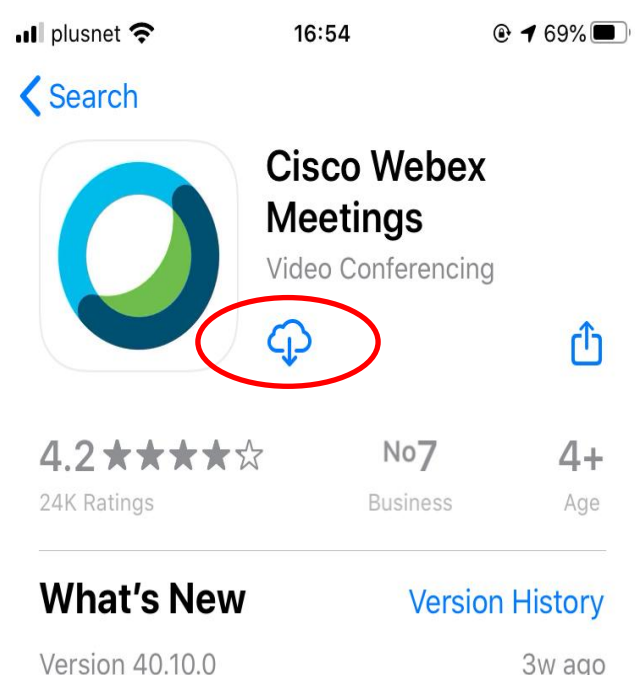 plusnet 16:54 69%
Search
Cisco Webex
Meetings
Video Conferencing
4.2 No7 4+
24K Ratings Business Age
What's New Version History
Version 40.10.0 3w ago